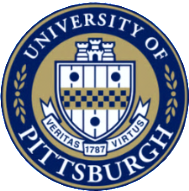 UNIVERSITY OF
PITTSBURGH
VERITAS VIRTUS
1787